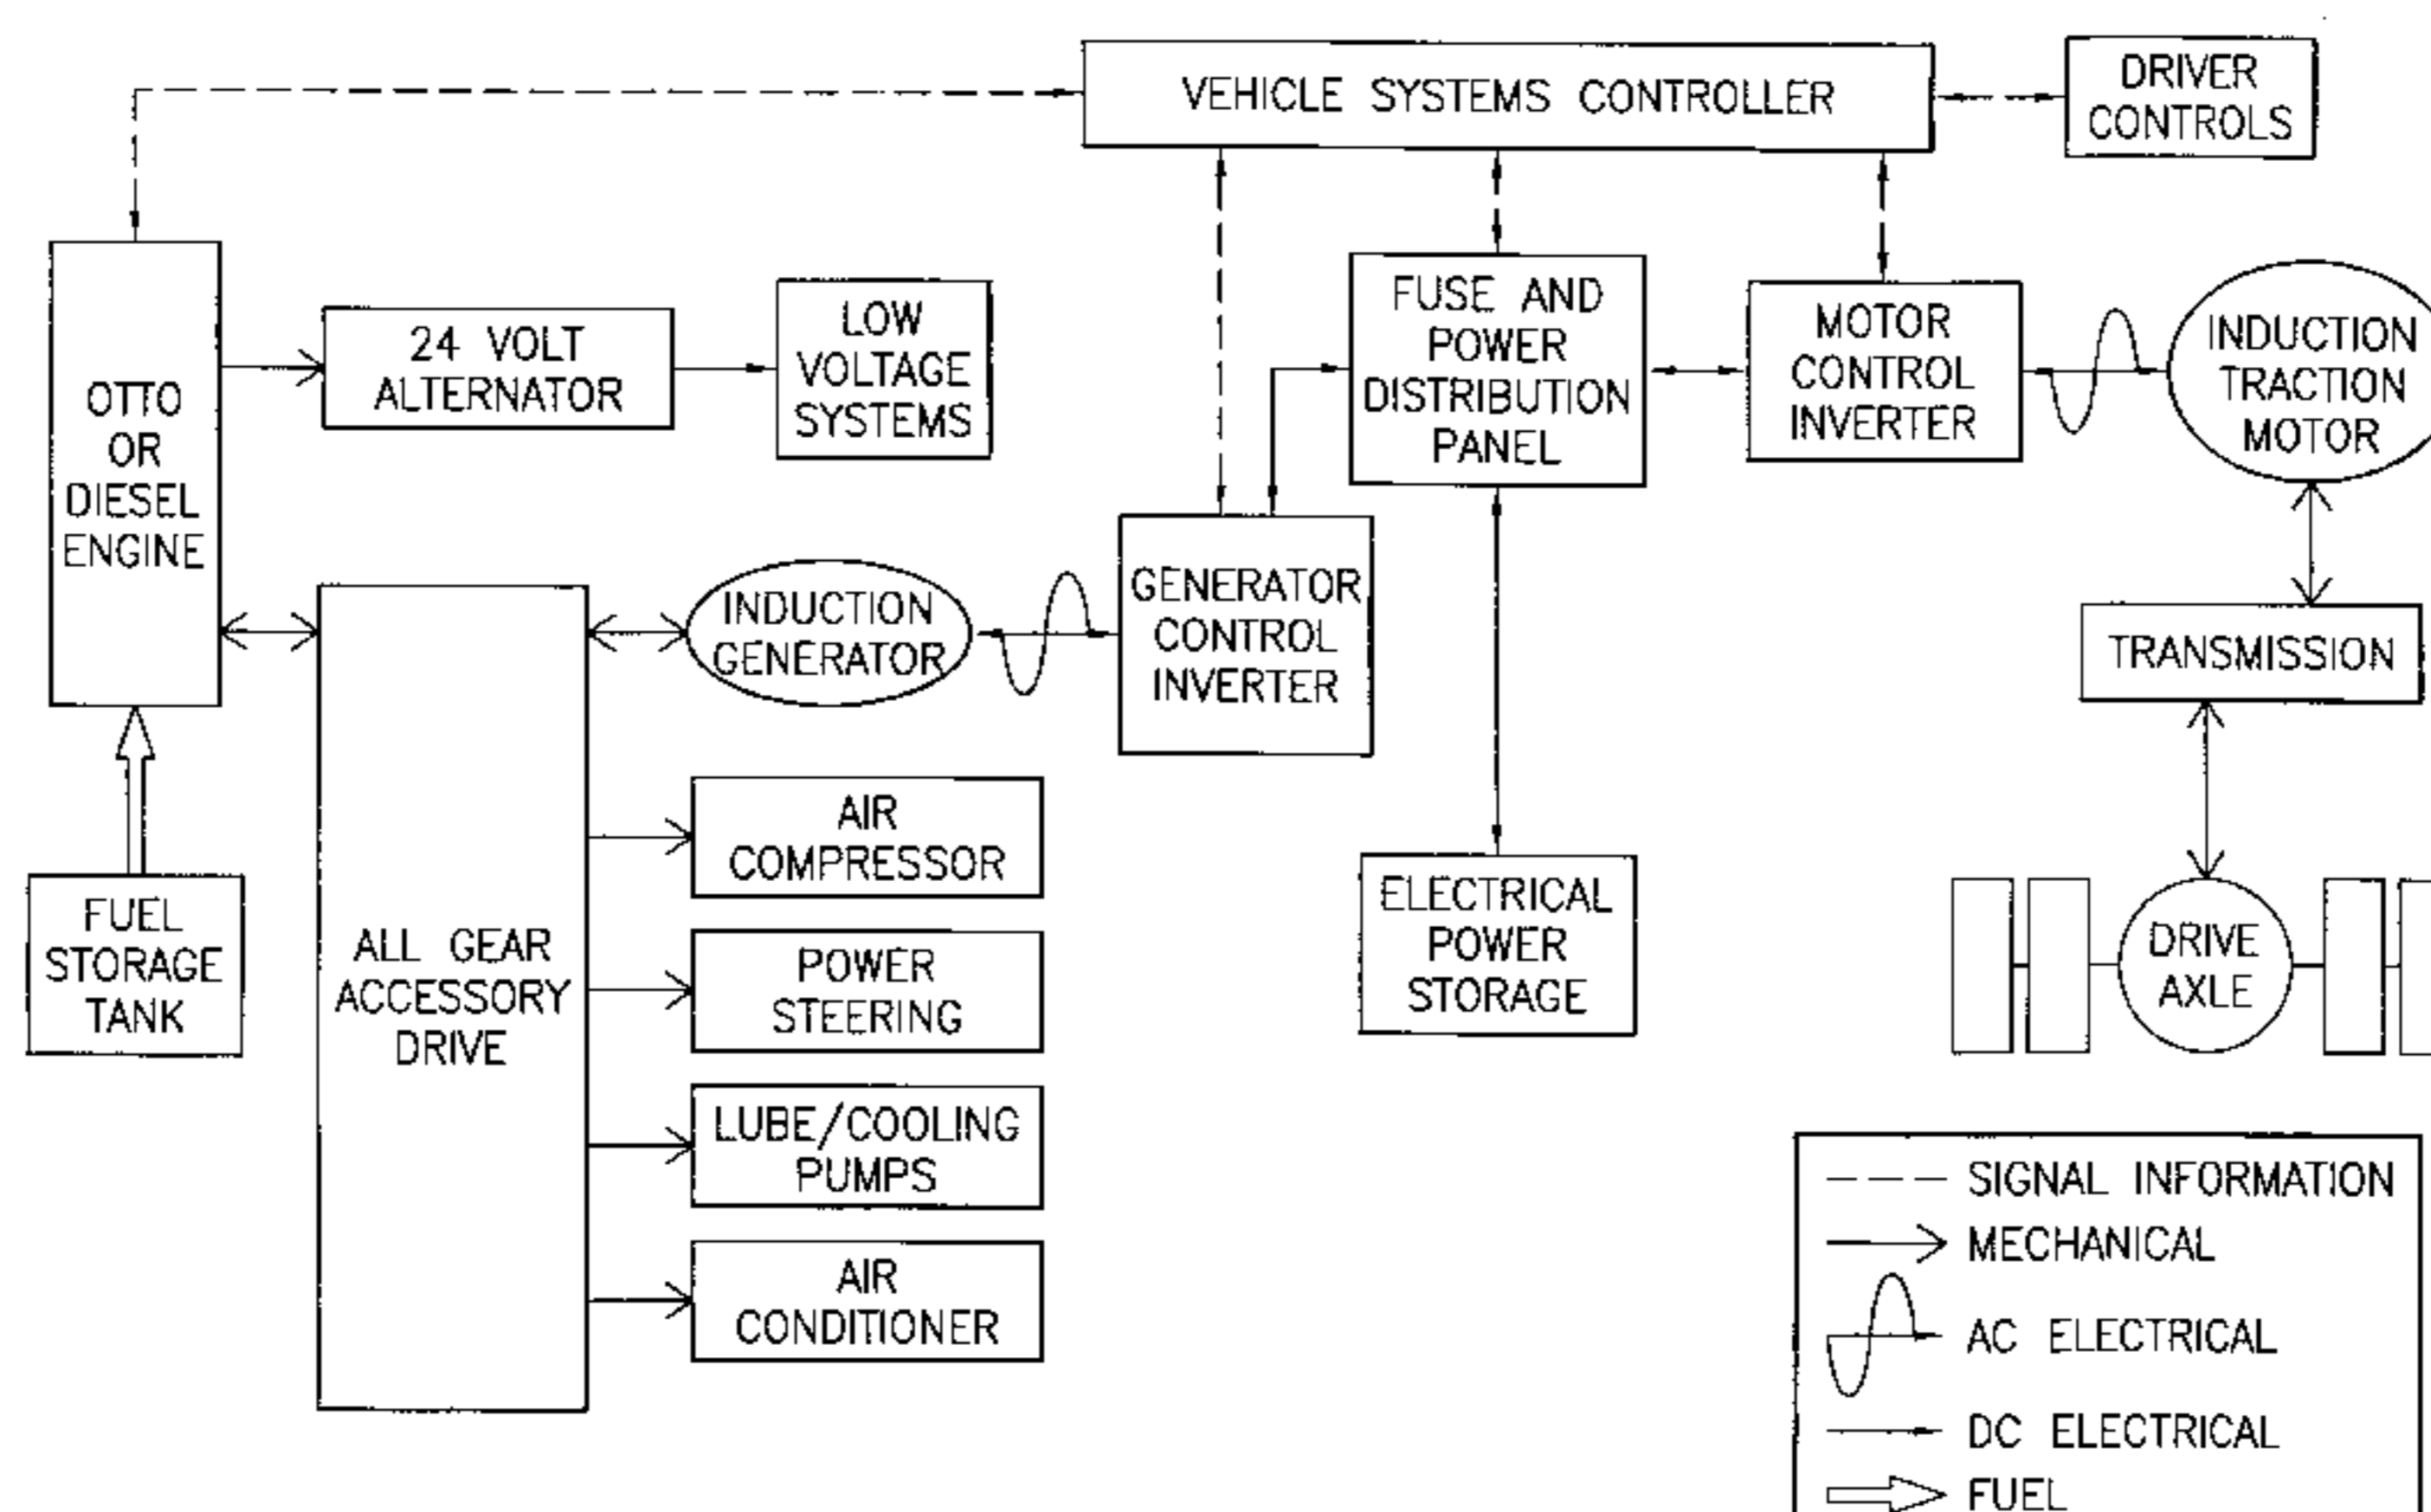 VEHICLE SYSTEMS CONTROLLER
DRIVER
CONTROLS
OTTO
OR
DIESEL
ENGINE
24 VOLT
ALTERNATOR
LOW
VOLTAGE
SYSTEMS
FUSE AND
POWER
DISTRIBUTION
PANEL
MOTOR
CONTROL
INVERTER
INDUCTION
TRACTION
MOTOR
INDUCTION
GENERATOR
GENERATOR
CONTROL
INVERTER
TRANSMISSION
FUEL
STORAGE
TANK
ALL GEAR
ACCESSORY
DRIVE
AIR
COMPRESSOR
POWER
STEERING
LUBE/COOLING
PUMPS
AIR
CONDITIONER
ELECTRICAL
POWER
STORAGE
DRIVE
AXLE
SIGNAL INFORMATION
MECHANICAL
AC ELECTRICAL
DC ELECTRICAL
FUEL